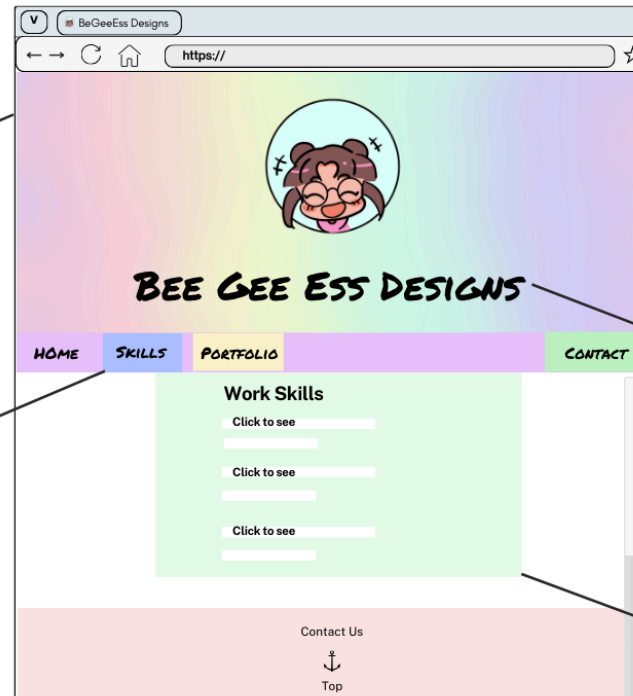 v BeGeeEss Designs
https://
BEE GEE ESS DESIGNS
HOME SKILLS PORTFOLIO CONTACT
Work Skills
Click to see
Click to see
Click to see
Contact Us
Top